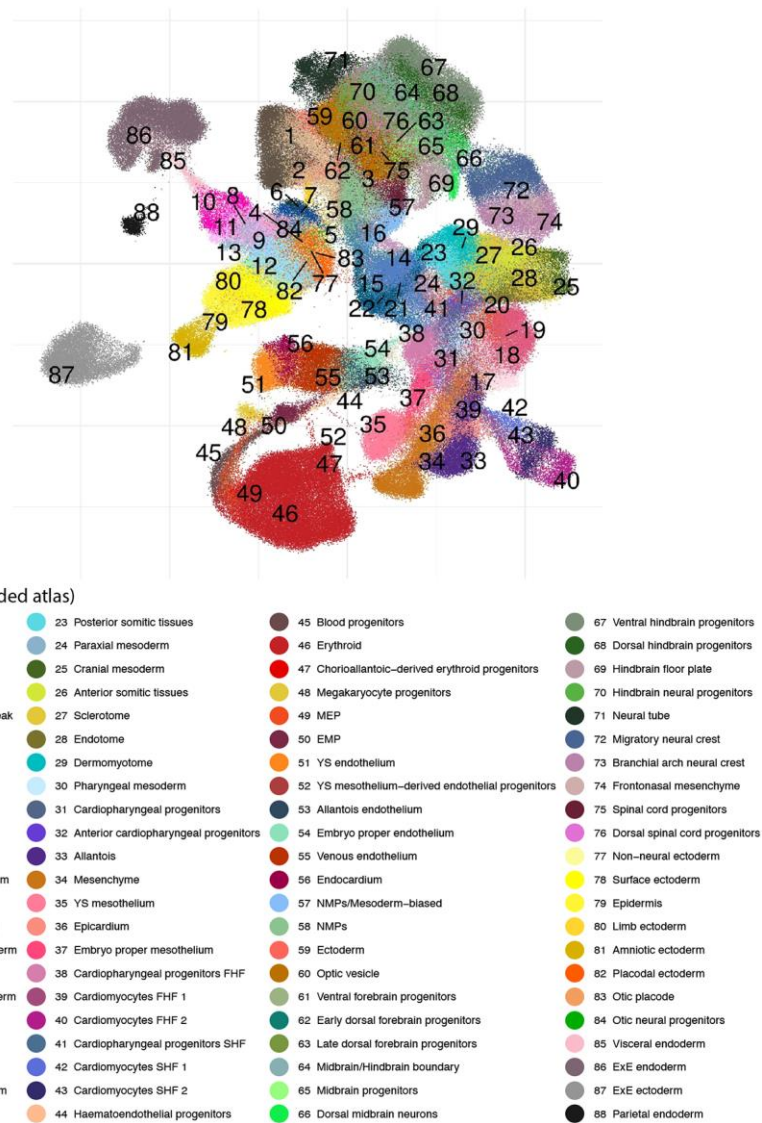 71
67
70
64
68
59
60
76
63
1
61
65
86
62
75
66
85
2
3
69
6
7
72
10
8
57
88
4
58
73
74
11
84
5
16
29
9
26
13
83
14
23
27
12
15
24
32
28
25
80
82
77
78
22
21
41
20
79
38
30
19
81
56
54
31
18
87
51
55
53
17
44
37
39
42
48
50
35
36
43
45
52
34
33
47
40
49
46
ded atlas)
23 Posterior somitic tissues
24 Paraxial mesoderm
25 Cranial mesoderm
26 Anterior somitic tissues
eak
27 Sclerotome
28 Endotome
29 Dermomyotome
30 Pharyngeal mesoderm
31 Cardiopharyngeal progenitors
32 Anterior cardiopharyngeal progenitors
33 Allantois
m
34 Mesenchyme
35 YS mesothelium
36 Epicardium
erm
37 Embryo proper mesothelium
38 Cardiopharyngeal progenitors FHF
erm
39 Cardiomyocytes FHF 1
40 Cardiomyocytes FHF 2
41 Cardiopharyngeal progenitors SHF
42 Cardiomyocytes SHF 1
m
43 Cardiomyocytes SHF 2
44 Haematoendothelial progenitors
45 Blood progenitors
46 Erythroid
47 Chorioallantoic-derived erythroid progenitors
48 Megakaryocyte progenitors
49 MEP
50 EMP
51 YS endothelium
52 YS mesothelium-derived endothelial progenitors
53 Allantois endothelium
54 Embryo proper endothelium
55 Venous endothelium
56 Endocardium
57 NMPs/Mesoderm-biased
58 NMPs
59 Ectoderm
60 Optic vesicle
61 Ventral forebrain progenitors
62 Early dorsal forebrain progenitors
63 Late dorsal forebrain progenitors
64 Midbrain/Hindbrain boundary
65 Midbrain progenitors
66 Dorsal midbrain neurons
67 Ventral hindbrain progenitors
68 Dorsal hindbrain progenitors
69 Hindbrain floor plate
70 Hindbrain neural progenitors
71 Neural tube
72 Migratory neural crest
73 Branchial arch neural crest
74 Frontonasal mesenchyme
75 Spinal cord progenitors
76 Dorsal spinal cord progenitors
77 Non-neural ectoderm
78 Surface ectoderm
79 Epidermis
80 Limb ectoderm
81 Amniotic ectoderm
82 Placodal ectoderm
83 Otic placode
84 Otic neural progenitors
85 Visceral endoderm
86 ExE endoderm
87 ExE ectoderm
88 Parietal endoderm